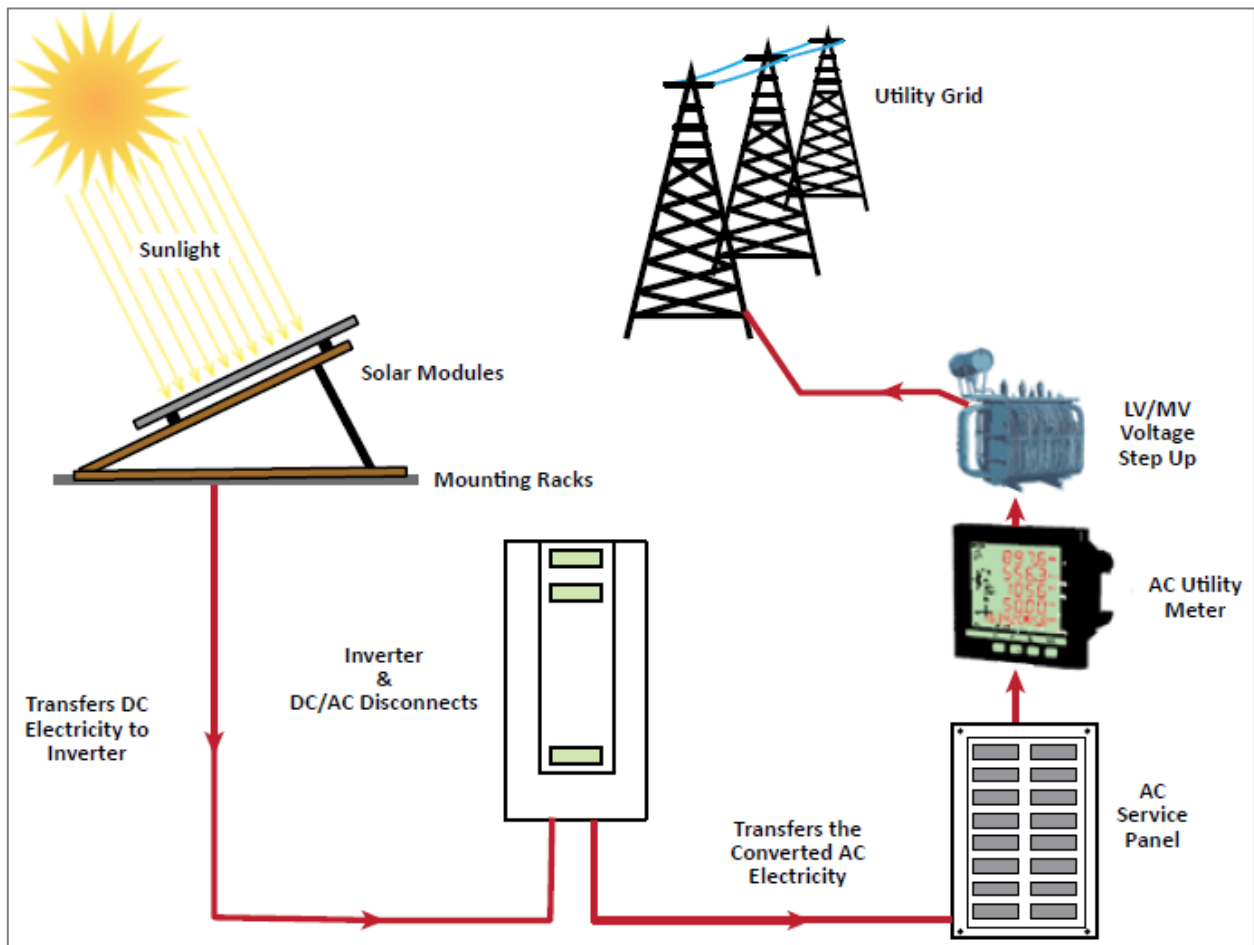 Utility Grid
Sunlight
Solar Modules
LV/MV
Voltage
Step Up
Mounting Racks
AC Utility
Meter
Inverter
&
DC/AC Disconnects
Transfers DC
Electricity to
Inverter
AC
Service
Panel
Transfers the
Converted AC
Electricity